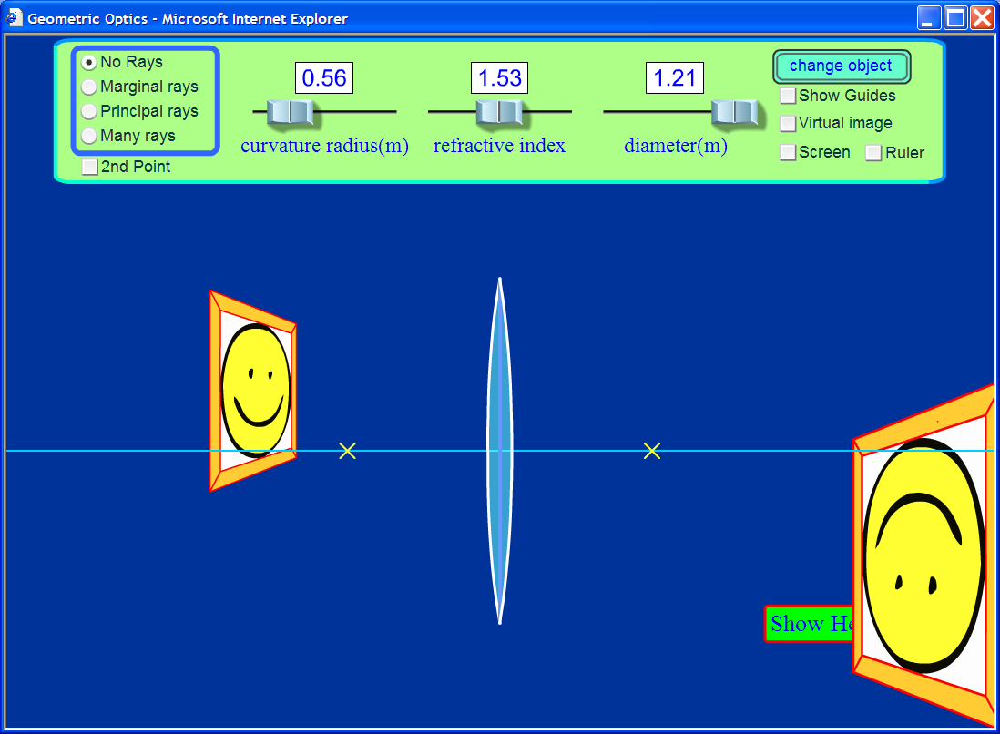 Geometric Optics - Microsoft Internet Explorer
No Rays
Marginal rays
Principal rays
Many rays
2nd Point
0.56
curvature radius(m)
1.53
refractive index
1.21
diameter(m)
change object
Show Guides
Virtual image
Screen
Ruler
Show He